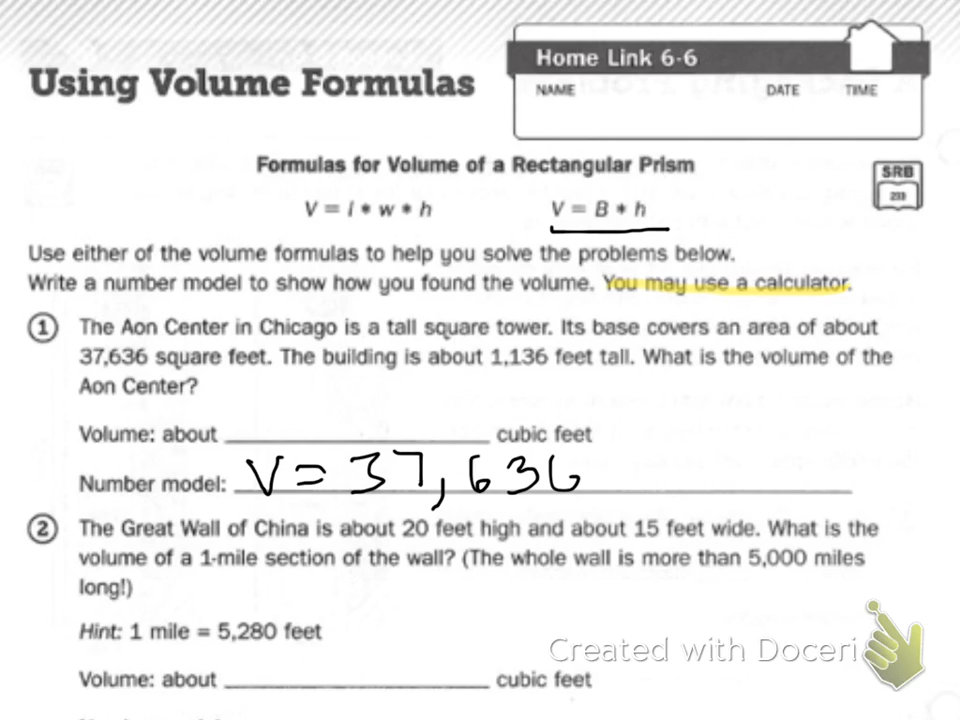 Using Volume Formulas
Home Link 6-6
NAME DATE TIME
Formulas for Volume of a Rectangular Prism
SRB
233
V = l * w * h V = B * h
Use either of the volume formulas to help you solve the problems below.
Write a number model to show how you found the volume. You may use a calculator.
1 The Aon Center in Chicago is a tall square tower. Its base covers an area of about
37,636 square feet. The building is about 1,136 feet tall. What is the volume of the
Aon Center?
Volume: about cubic feet
Number model: V = 37,636
2 The Great Wall of China is about 20 feet high and about 15 feet wide. What is the
volume of a 1-mile section of the wall? (The whole wall is more than 5,000 miles
long!)
Hint: 1 mile = 5,280 feet
Created with Doceri
Volume: about cubic feet